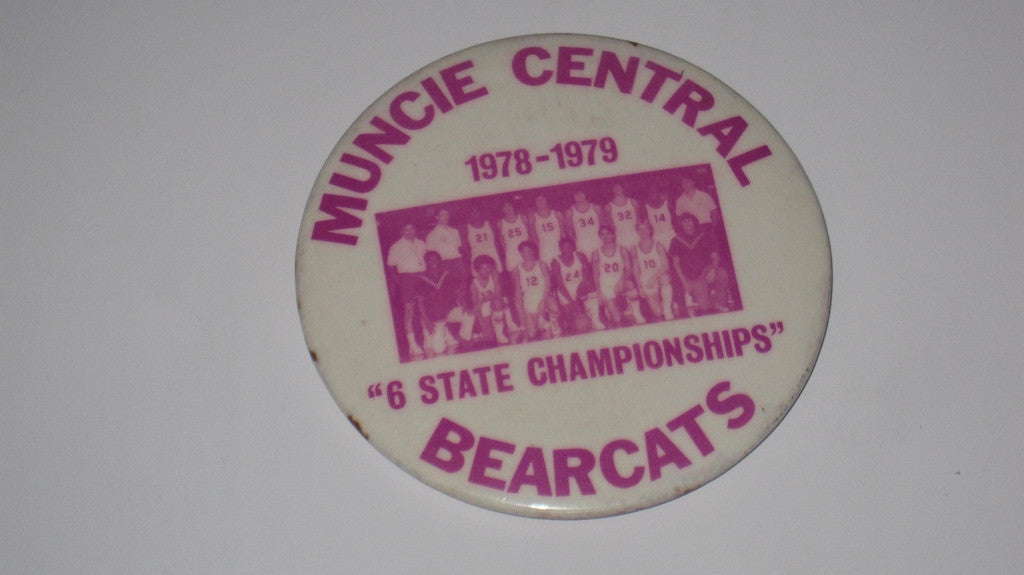 MUNCIE CENTRAL
1978-1979
21 25 15 34 32 14
12 24 20 10
"6 STATE CHAMPIONSHIPS"
BEARCATS